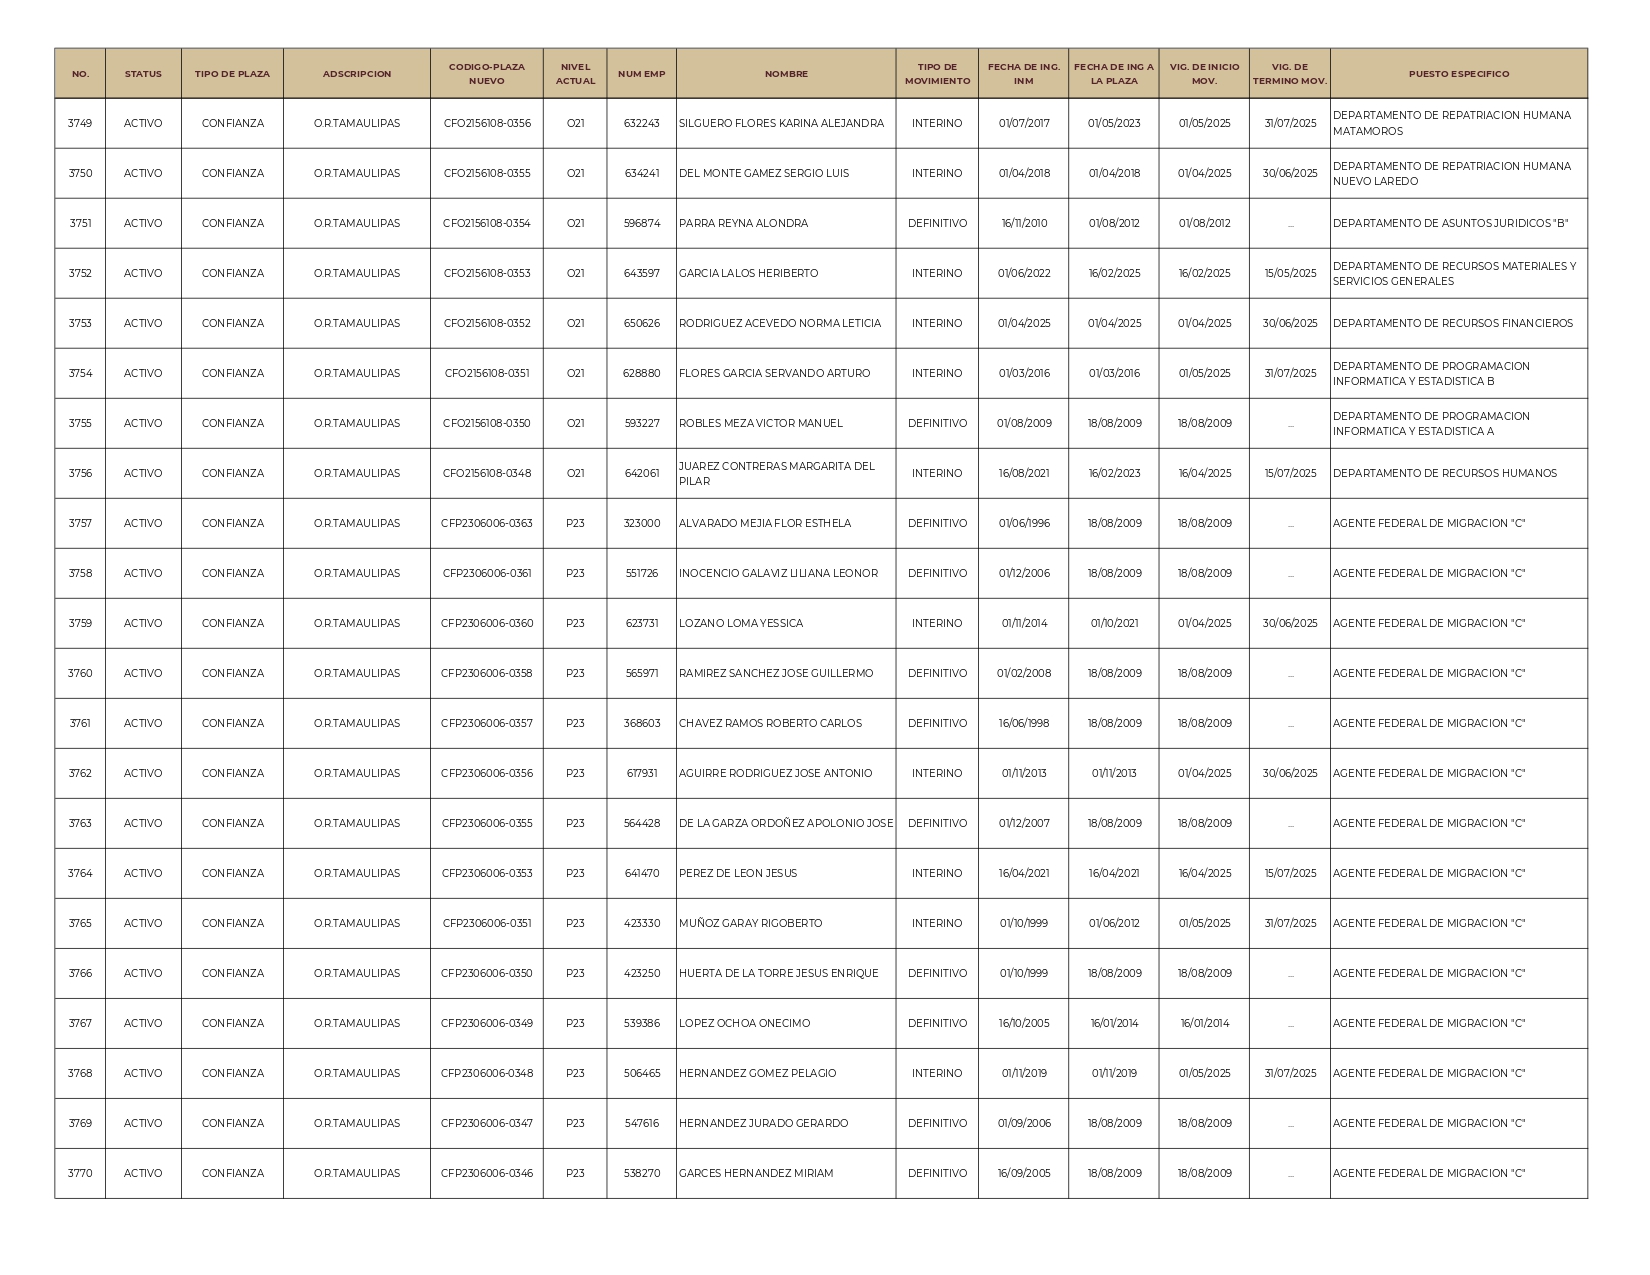 NO. STATUS TIPO DE PLAZA ADSCRIPCION CODIGO-PLAZA NUEVO NIVEL ACTUAL NUM EMP NOMBRE TIPO DE MOVIMIENTO FECHA DE ING. INM FECHA DE ING A LA PLAZA VIG. DE INICIO MOV. VIG. DE TERMINO MOV. PUESTO ESPECIFICO
3749 ACTIVO CONFIANZA O.R.TAMAULIPAS CFO2156108-0356 O21 632243 SILGUERO FLORES KARINA ALEJANDRA INTERINO 01/07/2017 01/05/2023 01/05/2025 31/07/2025 DEPARTAMENTO DE REPATRIACION HUMANA MATAMOROS
3750 ACTIVO CONFIANZA O.R.TAMAULIPAS CFO2156108-0355 O21 634241 DEL MONTE GAMEZ SERGIO LUIS INTERINO 01/04/2018 01/04/2018 01/04/2025 30/06/2025 DEPARTAMENTO DE REPATRIACION HUMANA NUEVO LAREDO
3751 ACTIVO CONFIANZA O.R.TAMAULIPAS CFO2156108-0354 O21 596874 PARRA REYNA ALONDRA DEFINITIVO 16/11/2010 01/08/2012 01/08/2012 ... DEPARTAMENTO DE ASUNTOS JURIDICOS "B"
3752 ACTIVO CONFIANZA O.R.TAMAULIPAS CFO2156108-0353 O21 643597 GARCIA LALOS HERIBERTO INTERINO 01/06/2022 16/02/2025 16/02/2025 15/05/2025 DEPARTAMENTO DE RECURSOS MATERIALES Y SERVICIOS GENERALES
3753 ACTIVO CONFIANZA O.R.TAMAULIPAS CFO2156108-0352 O21 650626 RODRIGUEZ ACEVEDO NORMA LETICIA INTERINO 01/04/2025 01/04/2025 01/04/2025 30/06/2025 DEPARTAMENTO DE RECURSOS FINANCIEROS
3754 ACTIVO CONFIANZA O.R.TAMAULIPAS CFO2156108-0351 O21 628880 FLORES GARCIA SERVANDO ARTURO INTERINO 01/03/2016 01/03/2016 01/05/2025 31/07/2025 DEPARTAMENTO DE PROGRAMACION INFORMATICA Y ESTADISTICA B
3755 ACTIVO CONFIANZA O.R.TAMAULIPAS CFO2156108-0350 O21 593227 ROBLES MEZA VICTOR MANUEL DEFINITIVO 01/08/2009 18/08/2009 18/08/2009 ... DEPARTAMENTO DE PROGRAMACION INFORMATICA Y ESTADISTICA A
3756 ACTIVO CONFIANZA O.R.TAMAULIPAS CFO2156108-0348 O21 642061 JUAREZ CONTRERAS MARGARITA DEL PILAR INTERINO 16/08/2021 16/02/2023 16/04/2025 15/07/2025 DEPARTAMENTO DE RECURSOS HUMANOS
3757 ACTIVO CONFIANZA O.R.TAMAULIPAS CFP2306006-0363 P23 323000 ALVARADO MEJIA FLOR ESTHELA DEFINITIVO 01/06/1996 18/08/2009 18/08/2009 ... AGENTE FEDERAL DE MIGRACION "C"
3758 ACTIVO CONFIANZA O.R.TAMAULIPAS CFP2306006-0361 P23 551726 INOCENCIO GALAVIZ LILIANA LEONOR DEFINITIVO 01/12/2006 18/08/2009 18/08/2009 ... AGENTE FEDERAL DE MIGRACION "C"
3759 ACTIVO CONFIANZA O.R.TAMAULIPAS CFP2306006-0360 P23 623731 LOZANO LOMA YESSICA INTERINO 01/11/2014 01/10/2021 01/04/2025 30/06/2025 AGENTE FEDERAL DE MIGRACION "C"
3760 ACTIVO CONFIANZA O.R.TAMAULIPAS CFP2306006-0358 P23 565971 RAMIREZ SANCHEZ JOSE GUILLERMO DEFINITIVO 01/02/2008 18/08/2009 18/08/2009 ... AGENTE FEDERAL DE MIGRACION "C"
3761 ACTIVO CONFIANZA O.R.TAMAULIPAS CFP2306006-0357 P23 368603 CHAVEZ RAMOS ROBERTO CARLOS DEFINITIVO 16/06/1998 18/08/2009 18/08/2009 ... AGENTE FEDERAL DE MIGRACION "C"
3762 ACTIVO CONFIANZA O.R.TAMAULIPAS CFP2306006-0356 P23 617931 AGUIRRE RODRIGUEZ JOSE ANTONIO INTERINO 01/11/2013 01/11/2013 01/04/2025 30/06/2025 AGENTE FEDERAL DE MIGRACION "C"
3763 ACTIVO CONFIANZA O.R.TAMAULIPAS CFP2306006-0355 P23 564428 DE LA GARZA ORDOÑEZ APOLONIO JOSE DEFINITIVO 01/12/2007 18/08/2009 18/08/2009 ... AGENTE FEDERAL DE MIGRACION "C"
3764 ACTIVO CONFIANZA O.R.TAMAULIPAS CFP2306006-0353 P23 641470 PEREZ DE LEON JESUS INTERINO 16/04/2021 16/04/2021 16/04/2025 15/07/2025 AGENTE FEDERAL DE MIGRACION "C"
3765 ACTIVO CONFIANZA O.R.TAMAULIPAS CFP2306006-0351 P23 423330 MUÑOZ GARAY RIGOBERTO INTERINO 01/10/1999 01/06/2012 01/05/2025 31/07/2025 AGENTE FEDERAL DE MIGRACION "C"
3766 ACTIVO CONFIANZA O.R.TAMAULIPAS CFP2306006-0350 P23 423250 HUERTA DE LA TORRE JESUS ENRIQUE DEFINITIVO 01/10/1999 18/08/2009 18/08/2009 ... AGENTE FEDERAL DE MIGRACION "C"
3767 ACTIVO CONFIANZA O.R.TAMAULIPAS CFP2306006-0349 P23 539386 LOPEZ OCHOA ONECIMO DEFINITIVO 16/10/2005 16/01/2014 16/01/2014 ... AGENTE FEDERAL DE MIGRACION "C"
3768 ACTIVO CONFIANZA O.R.TAMAULIPAS CFP2306006-0348 P23 506465 HERNANDEZ GOMEZ PELAGIO INTERINO 01/11/2019 01/11/2019 01/05/2025 31/07/2025 AGENTE FEDERAL DE MIGRACION "C"
3769 ACTIVO CONFIANZA O.R.TAMAULIPAS CFP2306006-0347 P23 547616 HERNANDEZ JURADO GERARDO DEFINITIVO 01/09/2006 18/08/2009 18/08/2009 ... AGENTE FEDERAL DE MIGRACION "C"
3770 ACTIVO CONFIANZA O.R.TAMAULIPAS CFP2306006-0346 P23 538270 GARCES HERNANDEZ MIRIAM DEFINITIVO 16/09/2005 18/08/2009 18/08/2009 ... AGENTE FEDERAL DE MIGRACION "C"